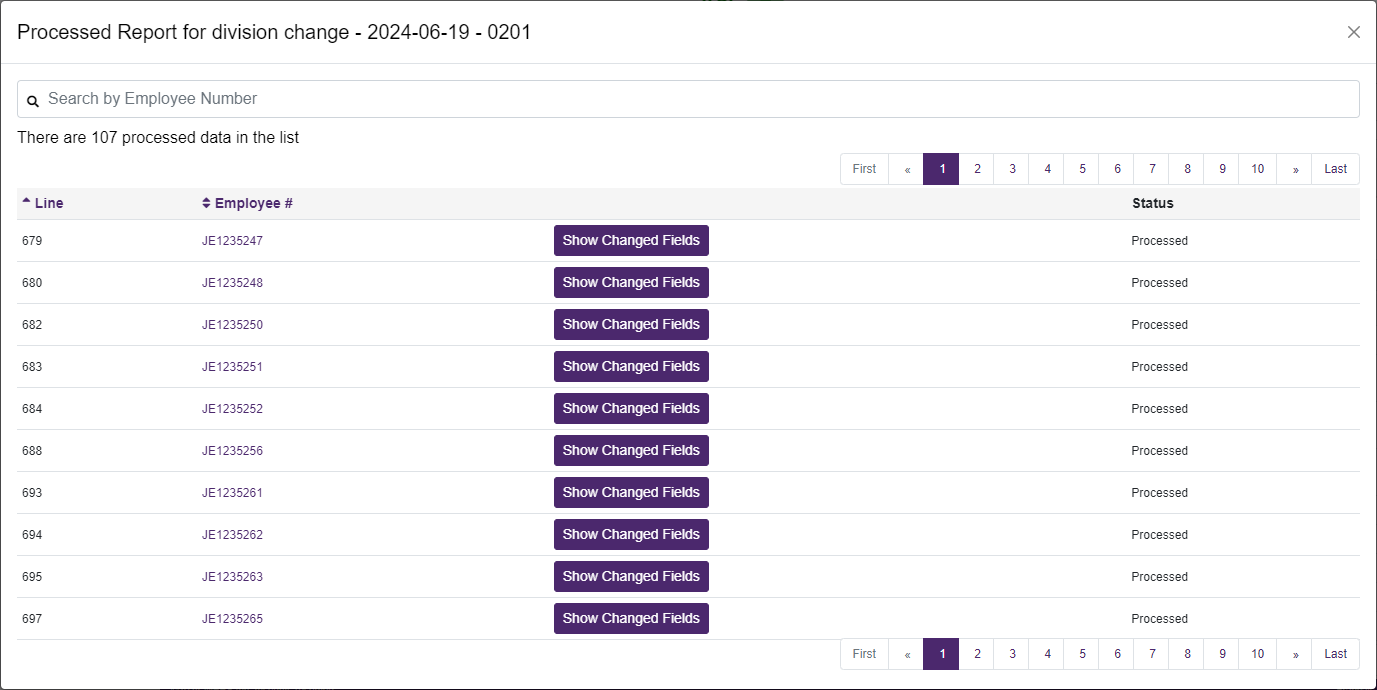 Processed Report for division change - 2024-06-19 - 0201
Search by Employee Number
There are 107 processed data in the list
First « 1 2 3 4 5 6 7 8 9 10 » Last
Line Employee # Status
679 JE1235247 Show Changed Fields Processed
680 JE1235248 Show Changed Fields Processed
682 JE1235250 Show Changed Fields Processed
683 JE1235251 Show Changed Fields Processed
684 JE1235252 Show Changed Fields Processed
688 JE1235256 Show Changed Fields Processed
693 JE1235261 Show Changed Fields Processed
694 JE1235262 Show Changed Fields Processed
695 JE1235263 Show Changed Fields Processed
697 JE1235265 Show Changed Fields Processed
First « 1 2 3 4 5 6 7 8 9 10 » Last